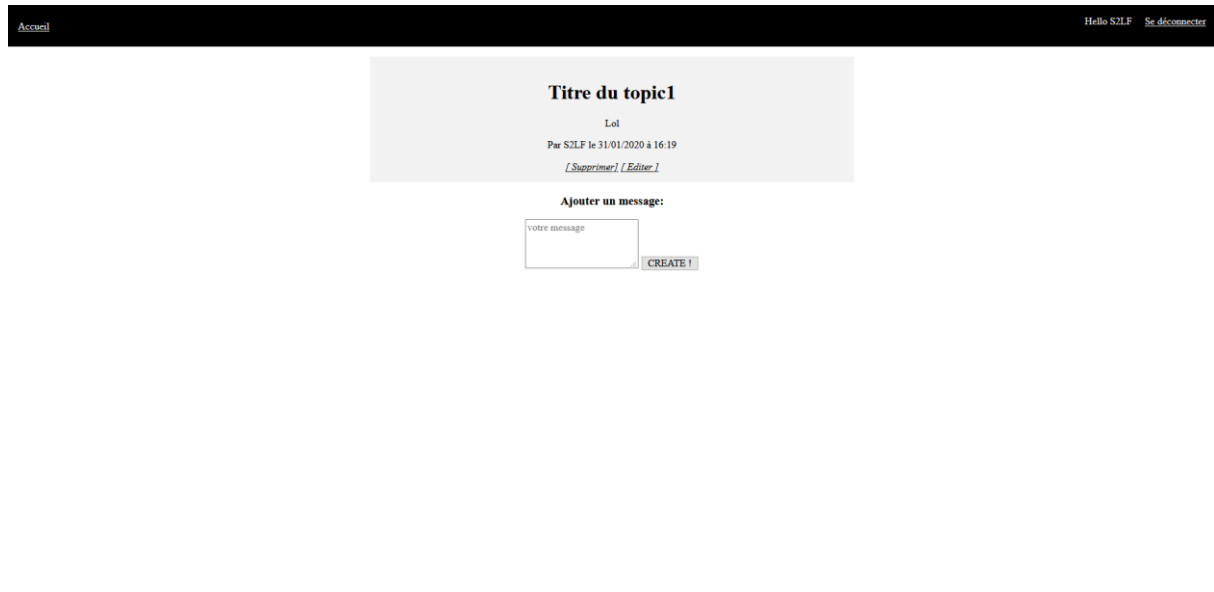 Accueil
Hello S2LF Se déconnecter
Titre du topic1
Lol
Par S2LF le 31/01/2020 à 16:19
[ Supprimer] [ Editer ]
Ajouter un message:
votre message
CREATE !